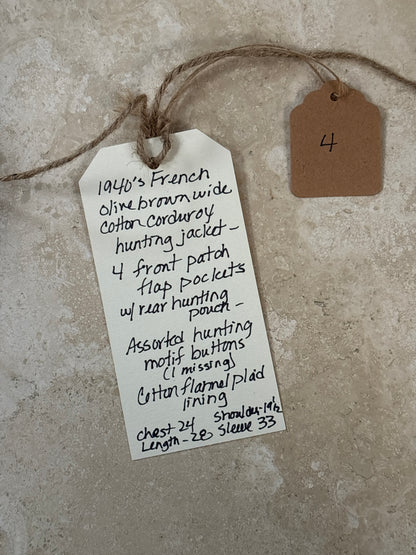 1940's French
olive brown wide
cotton corduroy
hunting jacket -
4 front patch
flap pockets
w/ rear hunting
pouch -
Assorted hunting
motif buttons
(1 missing)
Cotton flannel plaid
lining
Chest 24 Shoulder-19½
Length - 28 Sleeve 33
4